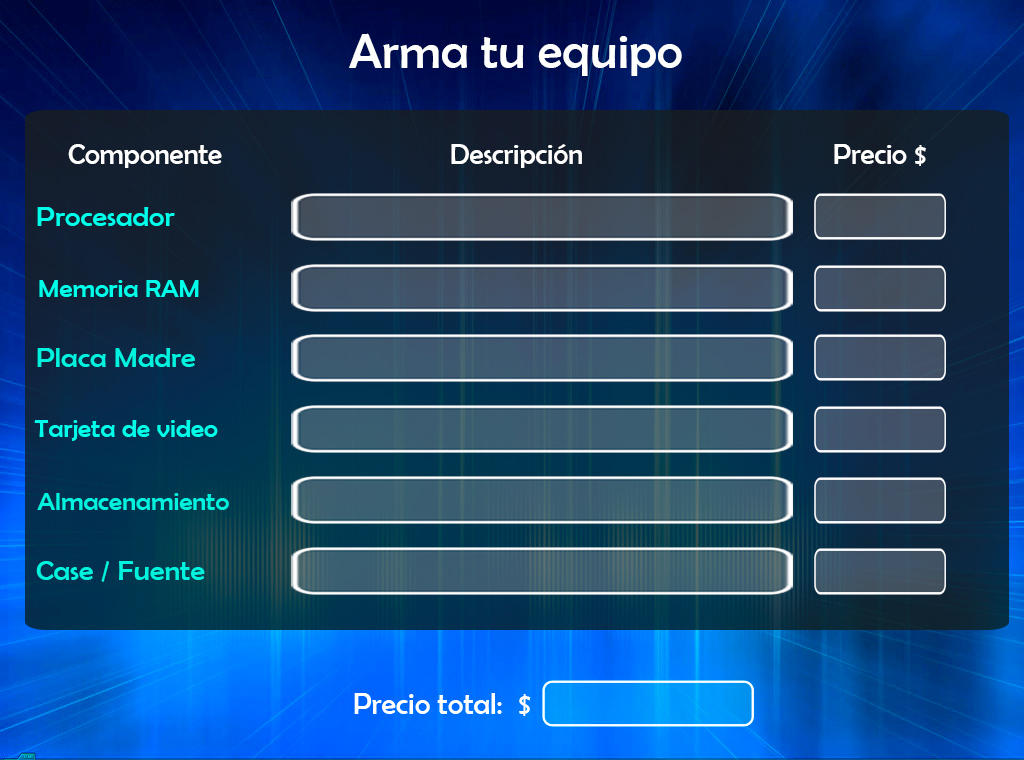 Arma tu equipo
Componente Descripción Precio $
Procesador
Memoria RAM
Placa Madre
Tarjeta de video
Almacenamiento
Case / Fuente
Precio total: $